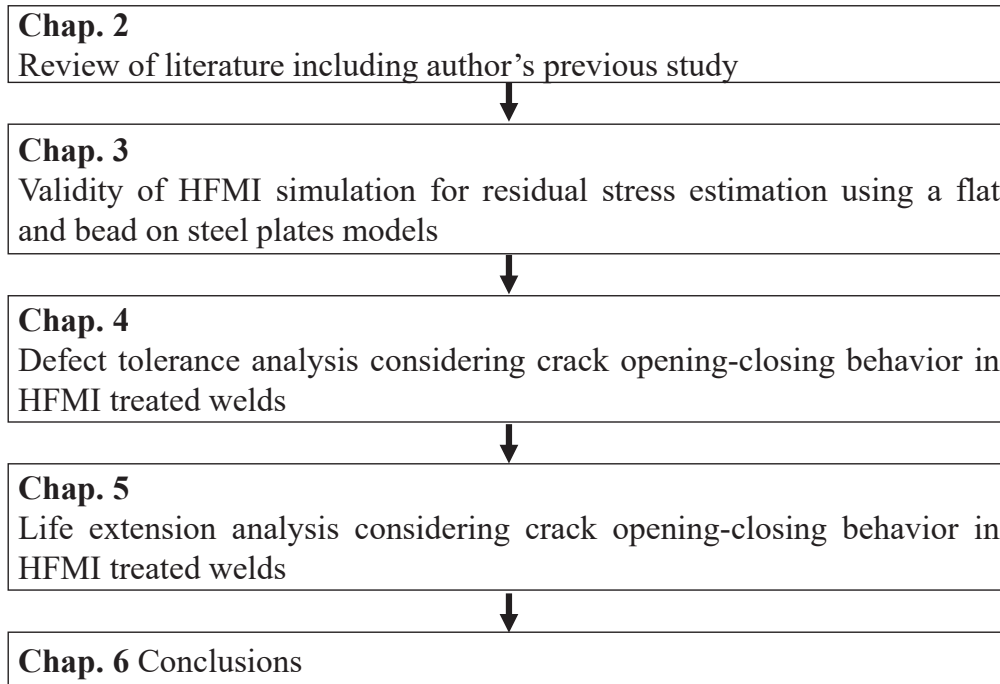 Chap. 2
Review of literature including author’s previous study
Chap. 3
Validity of HFMI simulation for residual stress estimation using a flat
and bead on steel plates models
Chap. 4
Defect tolerance analysis considering crack opening-closing behavior in
HFMI treated welds
Chap. 5
Life extension analysis considering crack opening-closing behavior in
HFMI treated welds
Chap. 6 Conclusions